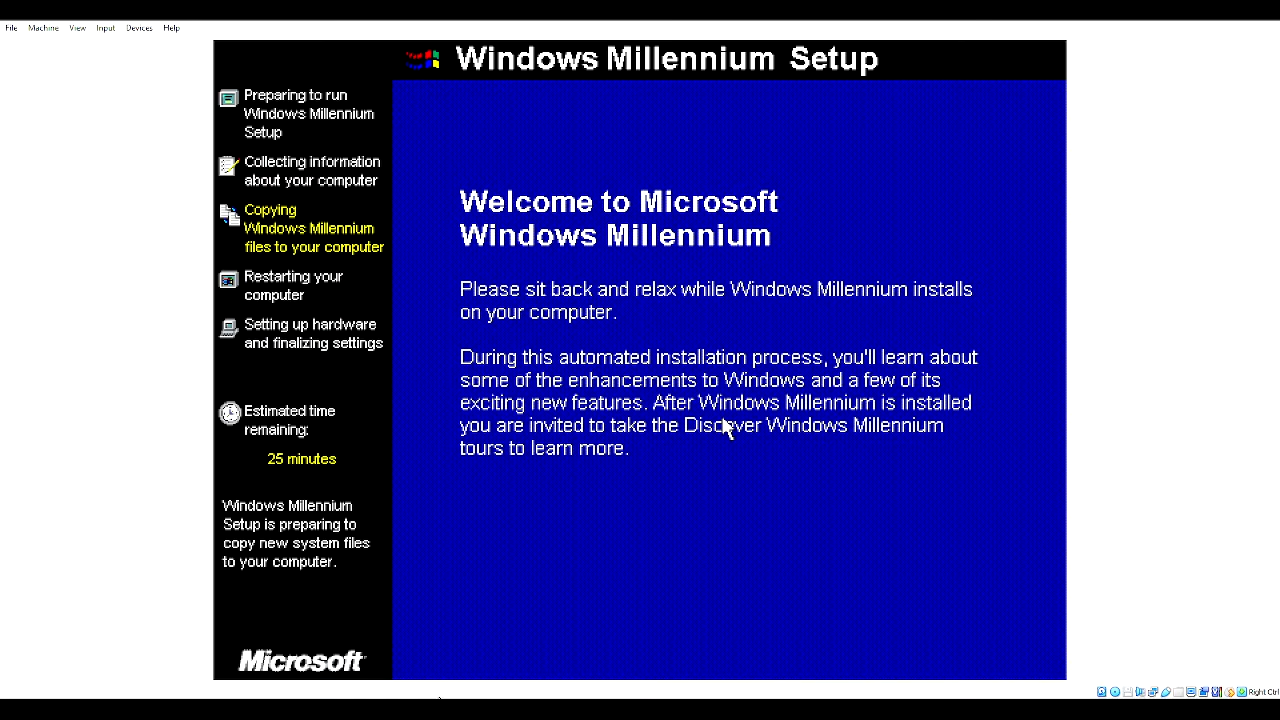 File Machine View Input Devices Help
Windows Millennium Setup
Preparing to run
Windows Millennium
Setup
Collecting information
about your computer
Copying
Windows Millennium
files to your computer
Restarting your
computer
Setting up hardware
and finalizing settings
Estimated time
remaining:
25 minutes
Windows Millennium
Setup is preparing to
copy new system files
to your computer.
Microsoft
Welcome to Microsoft
Windows Millennium
Please sit back and relax while Windows Millennium installs
on your computer.
During this automated installation process, you'll learn about
some of the enhancements to Windows and a few of its
exciting new features. After Windows Millennium is installed
you are invited to take the Discover Windows Millennium
tours to learn more.
Right Ctrl